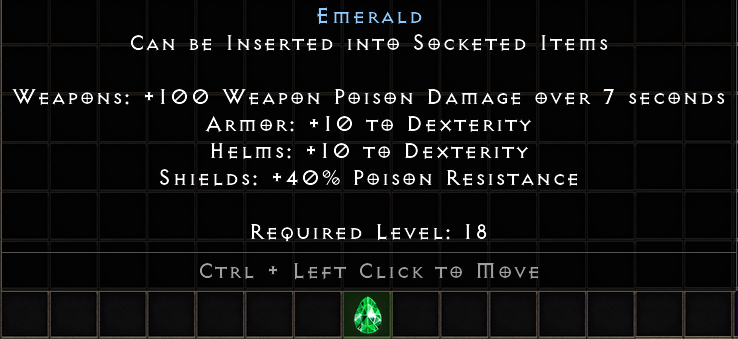 Emerald
Can be Inserted into Socketed Items
Weapons: +100 Weapon Poison Damage over 7 seconds
Armor: +10 to Dexterity
Helms: +10 to Dexterity
Shields: +40% Poison Resistance
Required Level: 18
Ctrl + Left Click to Move